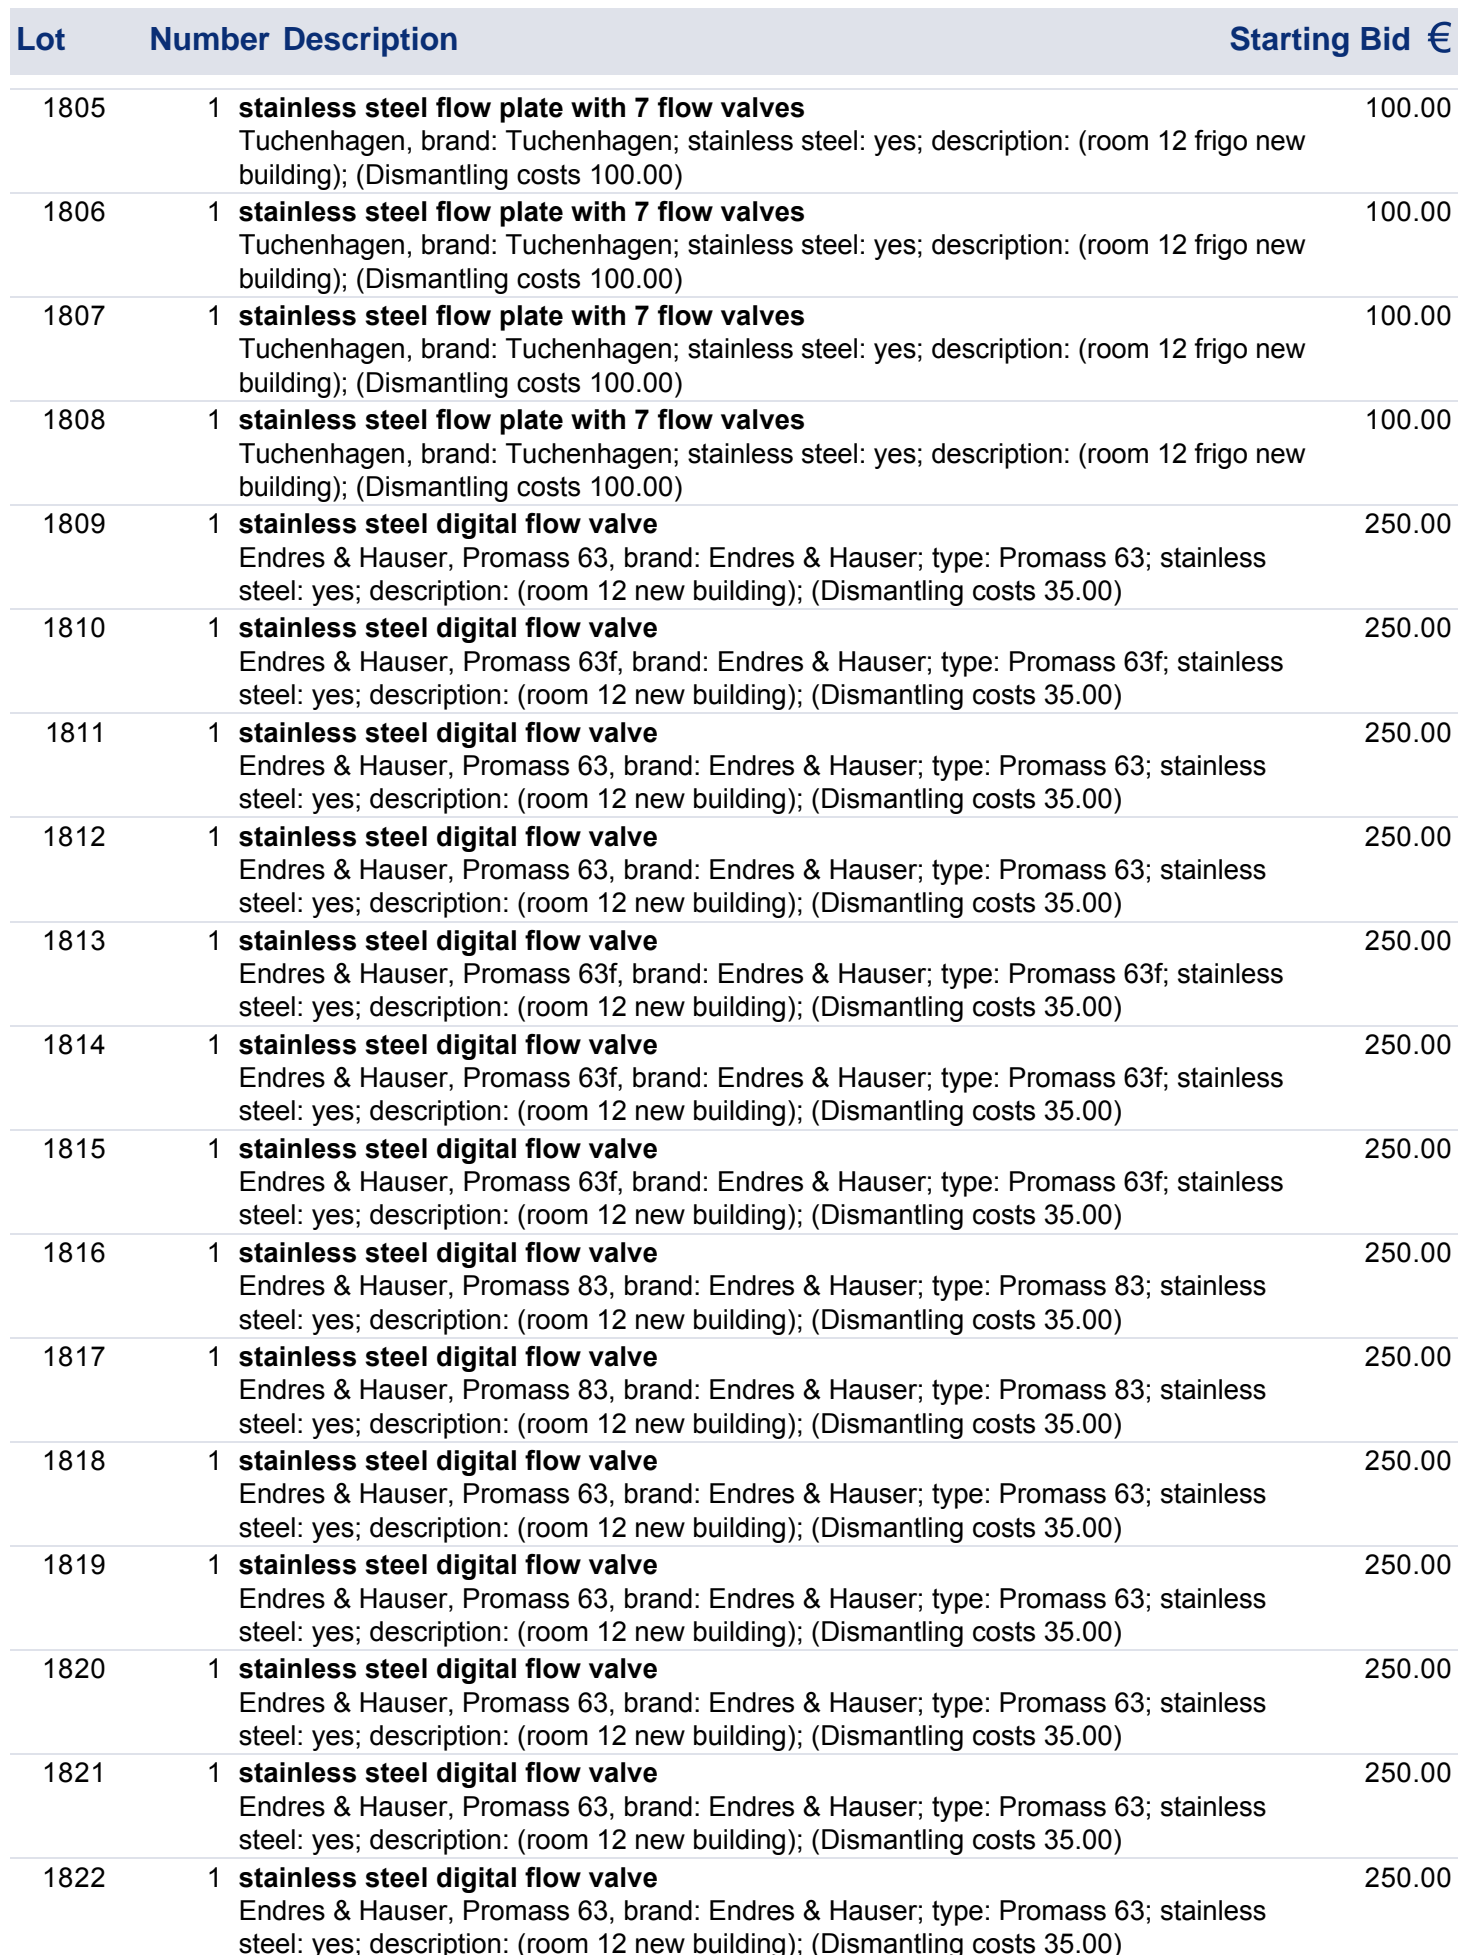 Lot Number Description Starting Bid €
1805 1 stainless steel flow plate with 7 flow valves 100.00
Tuchenhagen, brand: Tuchenhagen; stainless steel: yes; description: (room 12 frigo new
building); (Dismantling costs 100.00)
1806 1 stainless steel flow plate with 7 flow valves 100.00
Tuchenhagen, brand: Tuchenhagen; stainless steel: yes; description: (room 12 frigo new
building); (Dismantling costs 100.00)
1807 1 stainless steel flow plate with 7 flow valves 100.00
Tuchenhagen, brand: Tuchenhagen; stainless steel: yes; description: (room 12 frigo new
building); (Dismantling costs 100.00)
1808 1 stainless steel flow plate with 7 flow valves 100.00
Tuchenhagen, brand: Tuchenhagen; stainless steel: yes; description: (room 12 frigo new
building); (Dismantling costs 100.00)
1809 1 stainless steel digital flow valve 250.00
Endres & Hauser, Promass 63, brand: Endres & Hauser; type: Promass 63; stainless
steel: yes; description: (room 12 new building); (Dismantling costs 35.00)
1810 1 stainless steel digital flow valve 250.00
Endres & Hauser, Promass 63f, brand: Endres & Hauser; type: Promass 63f; stainless
steel: yes; description: (room 12 new building); (Dismantling costs 35.00)
1811 1 stainless steel digital flow valve 250.00
Endres & Hauser, Promass 63, brand: Endres & Hauser; type: Promass 63; stainless
steel: yes; description: (room 12 new building); (Dismantling costs 35.00)
1812 1 stainless steel digital flow valve 250.00
Endres & Hauser, Promass 63, brand: Endres & Hauser; type: Promass 63; stainless
steel: yes; description: (room 12 new building); (Dismantling costs 35.00)
1813 1 stainless steel digital flow valve 250.00
Endres & Hauser, Promass 63f, brand: Endres & Hauser; type: Promass 63f; stainless
steel: yes; description: (room 12 new building); (Dismantling costs 35.00)
1814 1 stainless steel digital flow valve 250.00
Endres & Hauser, Promass 63f, brand: Endres & Hauser; type: Promass 63f; stainless
steel: yes; description: (room 12 new building); (Dismantling costs 35.00)
1815 1 stainless steel digital flow valve 250.00
Endres & Hauser, Promass 63f, brand: Endres & Hauser; type: Promass 63f; stainless
steel: yes; description: (room 12 new building); (Dismantling costs 35.00)
1816 1 stainless steel digital flow valve 250.00
Endres & Hauser, Promass 83, brand: Endres & Hauser; type: Promass 83; stainless
steel: yes; description: (room 12 new building); (Dismantling costs 35.00)
1817 1 stainless steel digital flow valve 250.00
Endres & Hauser, Promass 83, brand: Endres & Hauser; type: Promass 83; stainless
steel: yes; description: (room 12 new building); (Dismantling costs 35.00)
1818 1 stainless steel digital flow valve 250.00
Endres & Hauser, Promass 63, brand: Endres & Hauser; type: Promass 63; stainless
steel: yes; description: (room 12 new building); (Dismantling costs 35.00)
1819 1 stainless steel digital flow valve 250.00
Endres & Hauser, Promass 63, brand: Endres & Hauser; type: Promass 63; stainless
steel: yes; description: (room 12 new building); (Dismantling costs 35.00)
1820 1 stainless steel digital flow valve 250.00
Endres & Hauser, Promass 63, brand: Endres & Hauser; type: Promass 63; stainless
steel: yes; description: (room 12 new building); (Dismantling costs 35.00)
1821 1 stainless steel digital flow valve 250.00
Endres & Hauser, Promass 63, brand: Endres & Hauser; type: Promass 63; stainless
steel: yes; description: (room 12 new building); (Dismantling costs 35.00)
1822 1 stainless steel digital flow valve 250.00
Endres & Hauser, Promass 63, brand: Endres & Hauser; type: Promass 63; stainless
steel: yes; description: (room 12 new building); (Dismantling costs 35.00)